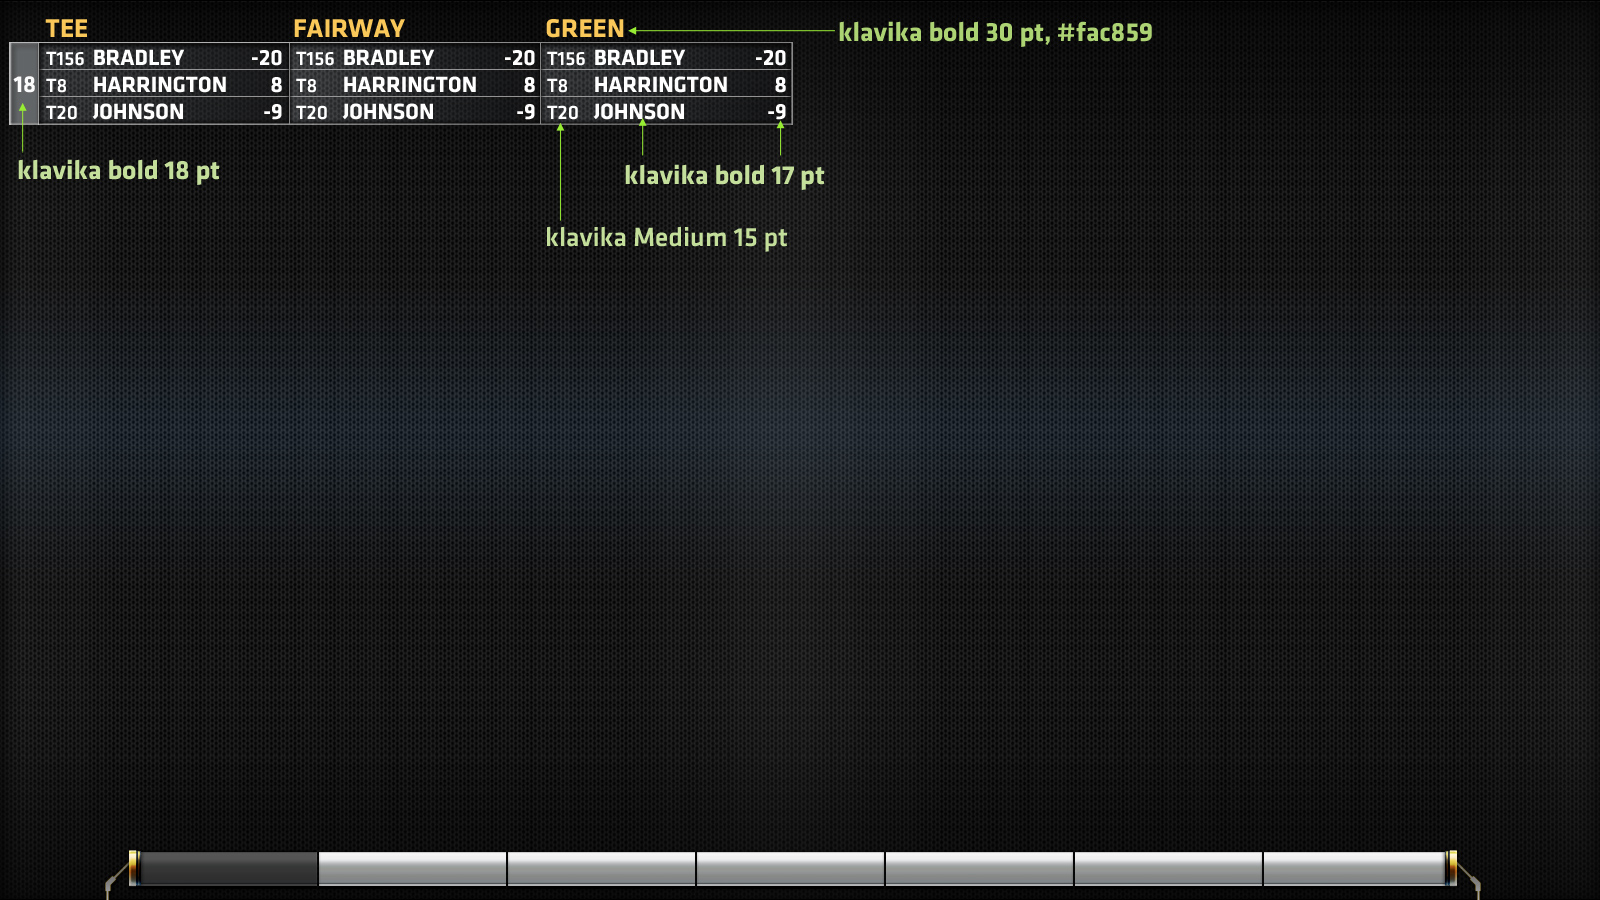 TEE FAIRWAY GREEN klavika bold 30 pt, #fac859
T156 BRADLEY -20 T156 BRADLEY -20 T156 BRADLEY -20
18 T8 HARRINGTON 8 T8 HARRINGTON 8 T8 HARRINGTON 8
T20 JOHNSON -9 T20 JOHNSON -9 T20 JOHNSON -9
klavika bold 18 pt klavika bold 17 pt
klavika Medium 15 pt